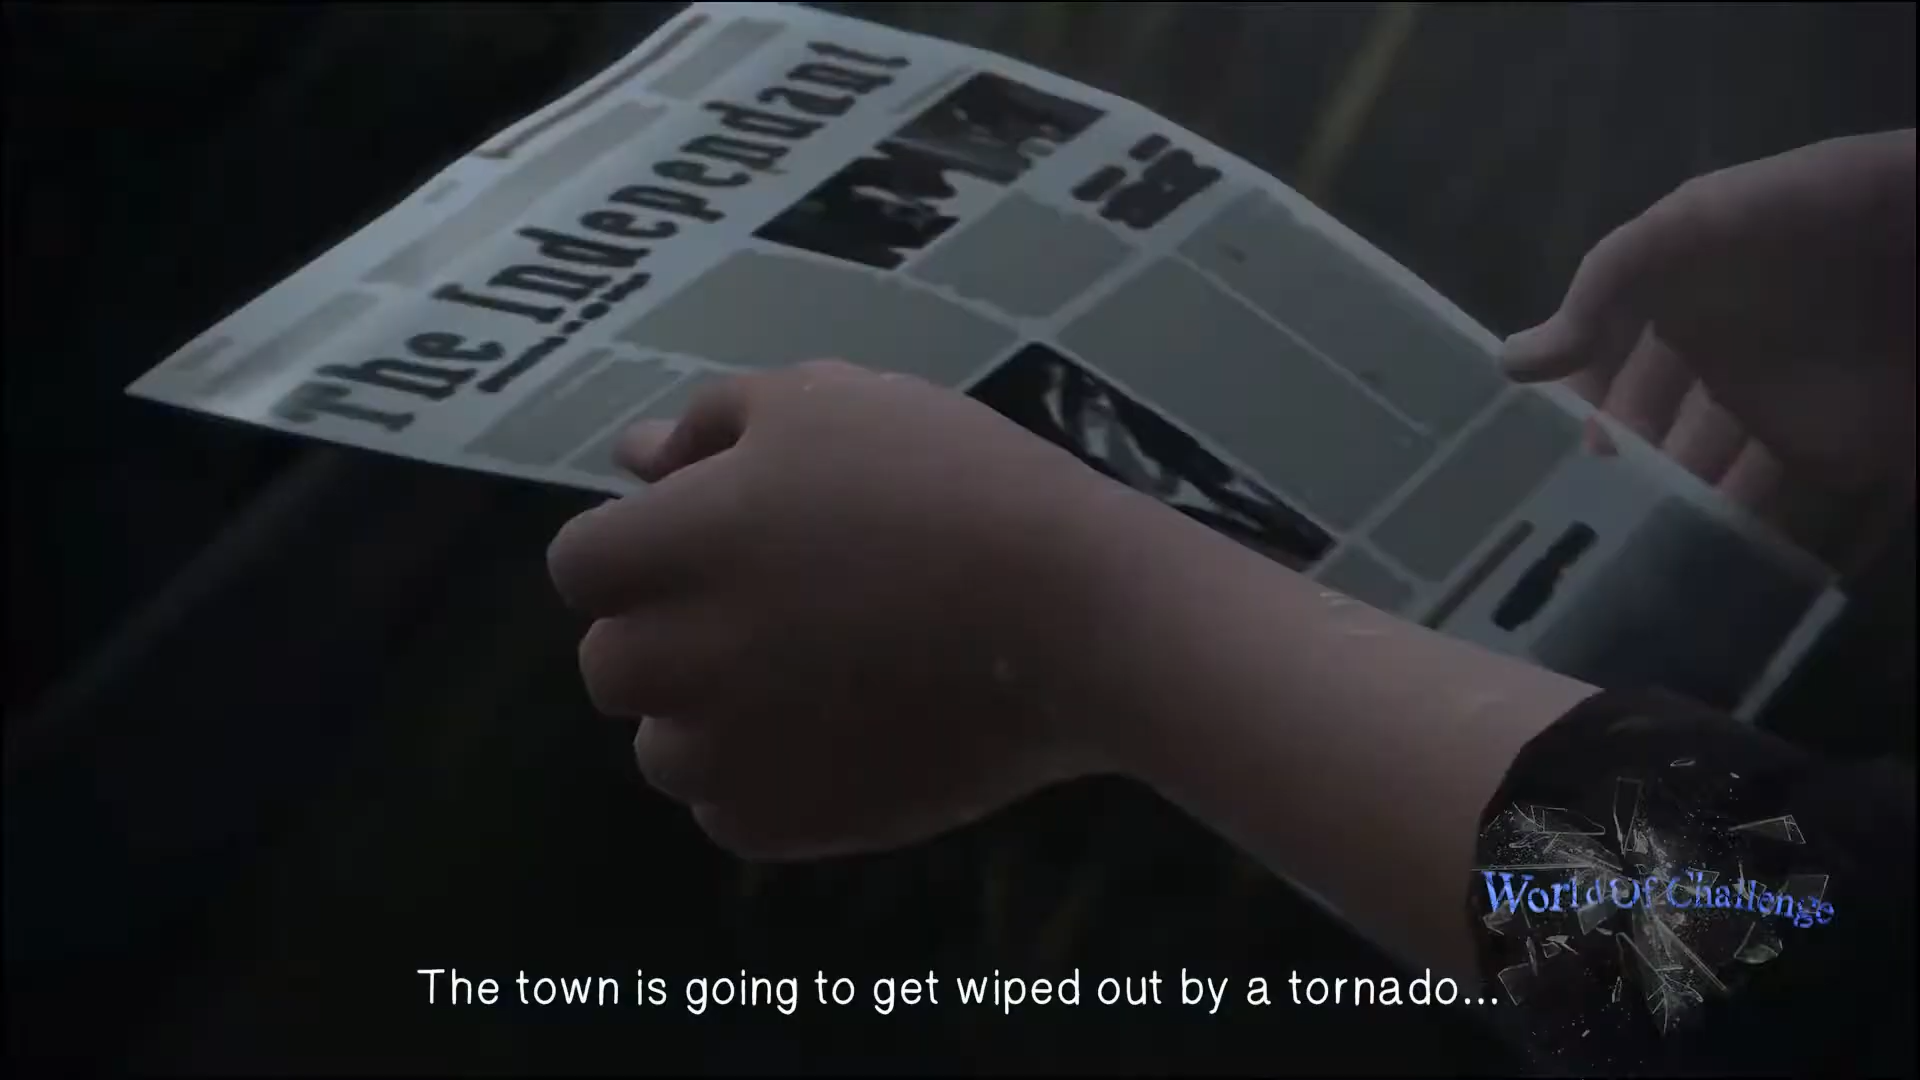 The Independant
World Of Challenge
The town is going to get wiped out by a tornado...